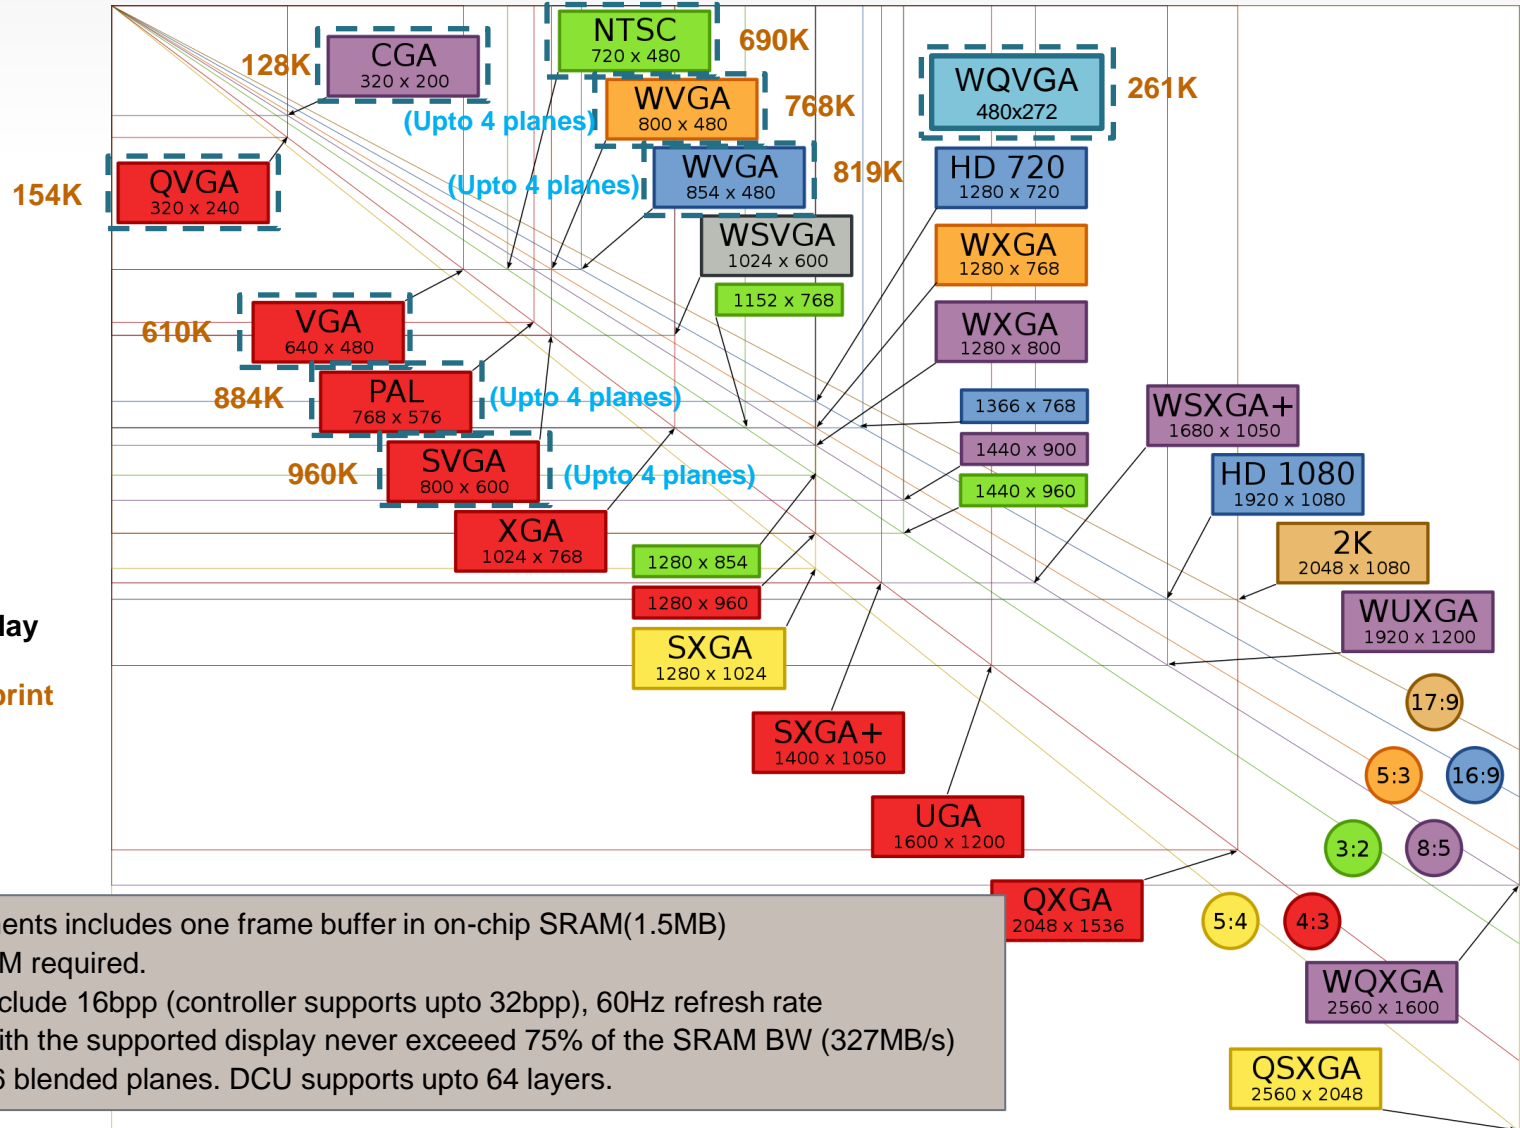 NTSC
720 x 480
690K
CGA
320 x 200
128K
WQVGA
480x272
261K
WVGA
800 x 480
768K
(Upto 4 planes)
WVGA
854 x 480
819K
(Upto 4 planes)
HD 720
1280 x 720
QVGA
320 x 240
154K
WSVGA
1024 x 600
WXGA
1280 x 768
1152 x 768
VGA
640 x 480
610K
WXGA
1280 x 800
PAL
768 x 576
884K
(Upto 4 planes)
1366 x 768
WSXGA+
1680 x 1050
1440 x 900
SVGA
800 x 600
960K
(Upto 4 planes)
1440 x 960
HD 1080
1920 x 1080
XGA
1024 x 768
1280 x 854
2K
2048 x 1080
1280 x 960
lay
WUXGA
1920 x 1200
SXGA
1280 x 1024
print
17:9
SXGA+
1400 x 1050
5:3
16:9
UGA
1600 x 1200
3:2
8:5
QXGA
2048 x 1536
5:4
4:3
WQXGA
2560 x 1600
QSXGA
2560 x 2048
ents includes one frame buffer in on-chip SRAM(1.5MB)
M required.
clude 16bpp (controller supports upto 32bpp), 60Hz refresh rate
ith the supported display never exceeed 75% of the SRAM BW (327MB/s)
6 blended planes. DCU supports upto 64 layers.